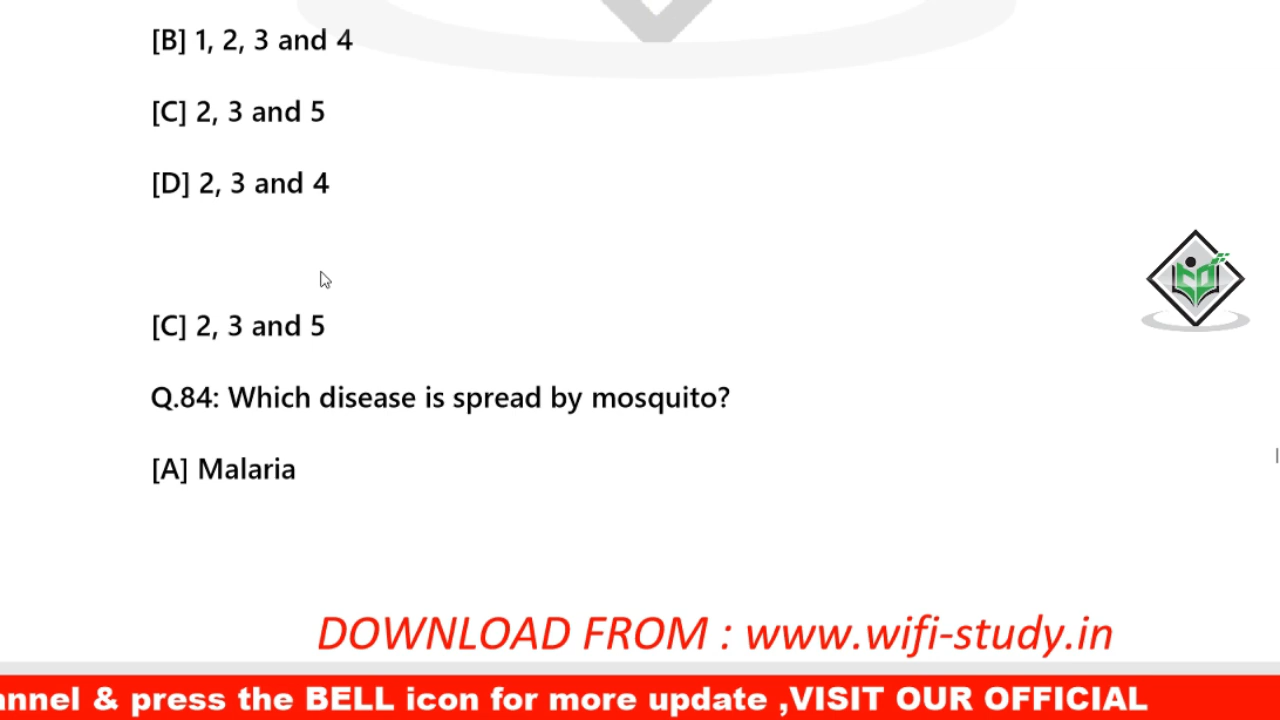 [B] 1, 2, 3 and 4
[C] 2, 3 and 5
[D] 2, 3 and 4
[C] 2, 3 and 5
Q.84: Which disease is spread by mosquito?
[A] Malaria
DOWNLOAD FROM : www.wifi-study.in
& press the BELL icon for more update ,VISIT OUR OFFICIAL